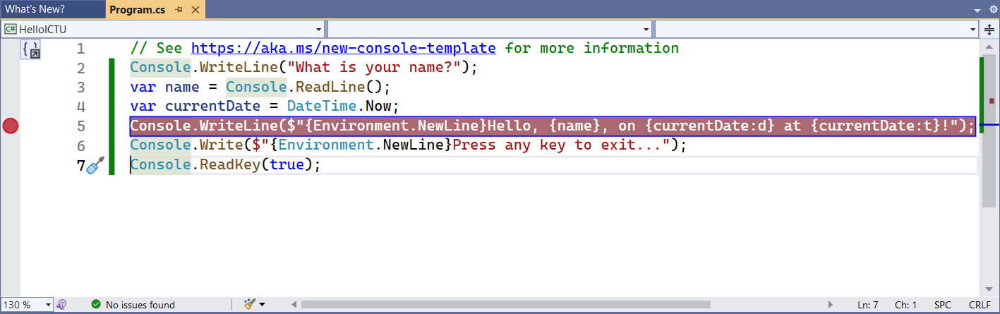 What's New?
Program.cs
C# HelloICTU
1 // See https://aka.ms/new-console-template for more information
2 Console.WriteLine("What is your name?");
3 var name = Console.ReadLine();
4 var currentDate = DateTime.Now;
5 Console.WriteLine($"{Environment.NewLine}Hello, {name}, on {currentDate:d} at {currentDate:t}!");
6 Console.Write($"{Environment.NewLine}Press any key to exit...");
7 Console.ReadKey(true);
130 % No issues found Ln: 7 Ch: 1 SPC CRLF